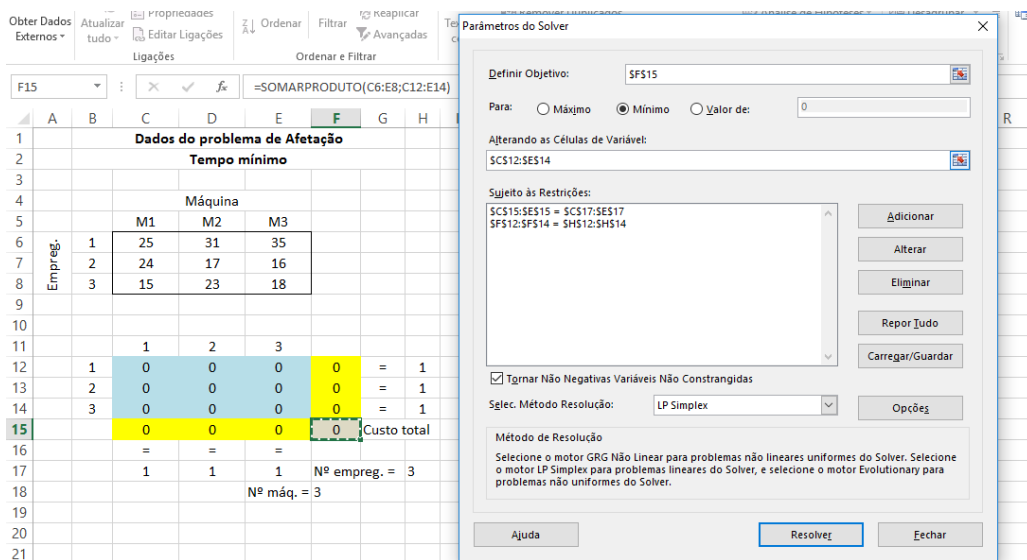 Obter Dados Externos
Atualizar tudo
Propriedades
Editar Ligações
Ligações
Ordenar
Filtrar
Reaplicar
Avançadas
Ordenar e Filtrar
Remover Duplicados
Análise de Hipóteses
Desagrupar
F15
fx
=SOMARPRODUTO(C6:E8;C12:E14)
A B C D E F G H R
1 Dados do problema de Afetação
2 Tempo mínimo
3
4 Máquina
5 M1 M2 M3
Empreg.
6 1 25 31 35
7 2 24 17 16
8 3 15 23 18
9
10
11 1 2 3
12 1 0 0 0 0 = 1
13 2 0 0 0 0 = 1
14 3 0 0 0 0 = 1
15 0 0 0 0 Custo total
16 = = =
17 1 1 1 Nº empreg. = 3
18 Nº máq. = 3
19
20
21
Parâmetros do Solver
Definir Objetivo: $F$15
Para: Máximo Mínimo Valor de: 0
Alterando as Células de Variável:
$C$12:$E$14
Sujeito às Restrições:
$C$15:$E$15 = $C$17:$E$17
$F$12:$F$14 = $H$12:$H$14
Adicionar
Alterar
Eliminar
Repor Tudo
Carregar/Guardar
Tornar Não Negativas Variáveis Não Constrangidas
Selec. Método Resolução: LP Simplex
Opções
Método de Resolução
Selecione o motor GRG Não Linear para problemas não lineares uniformes do Solver. Selecione
o motor LP Simplex para problemas lineares do Solver, e selecione o motor Evolutionary para
problemas não uniformes do Solver.
Ajuda
Resolver
Fechar